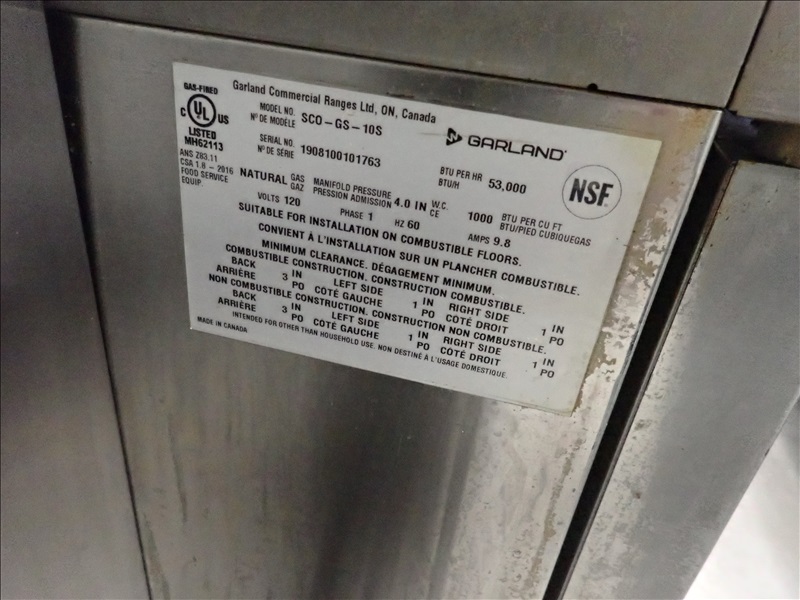 GAS-FIRED
C UL US
LISTED
MH62113
ANS Z83.11
CSA 1.8 - 2016
FOOD SERVICE
EQUIP.
Garland Commercial Ranges Ltd, ON, Canada
MODEL NO.
Nº DE MODÈLE SCO-GS-10S
GARLAND
SERIAL NO.
Nº DE SÉRIE 1908100101763
BTU PER HR
BTU/H 53,000
NSF
NATURAL GAS
GAZ
MANIFOLD PRESSURE
PRESSION ADMISSION 4.0 IN W.C.
CE
1000 BTU PER CU FT
BTU/PIED CUBIQUEGAS
VOLTS 120 PHASE 1 HZ 60 AMPS 9.8
SUITABLE FOR INSTALLATION ON COMBUSTIBLE FLOORS.
CONVIENT À L'INSTALLATION SUR UN PLANCHER COMBUSTIBLE.
MINIMUM CLEARANCE. DÉGAGEMENT MINIMUM.
COMBUSTIBLE CONSTRUCTION. CONSTRUCTION COMBUSTIBLE.
BACK 3 IN LEFT SIDE 1 IN RIGHT SIDE 1 IN
ARRIÈRE PO COTÉ GAUCHE PO COTÉ DROIT PO
NON COMBUSTIBLE CONSTRUCTION. CONSTRUCTION NON COMBUSTIBLE.
BACK 3 IN LEFT SIDE 1 IN RIGHT SIDE 1 IN
ARRIÈRE PO COTÉ GAUCHE PO COTÉ DROIT PO
MADE IN CANADA INTENDED FOR OTHER THAN HOUSEHOLD USE. NON DESTINÉ À L'USAGE DOMESTIQUE.